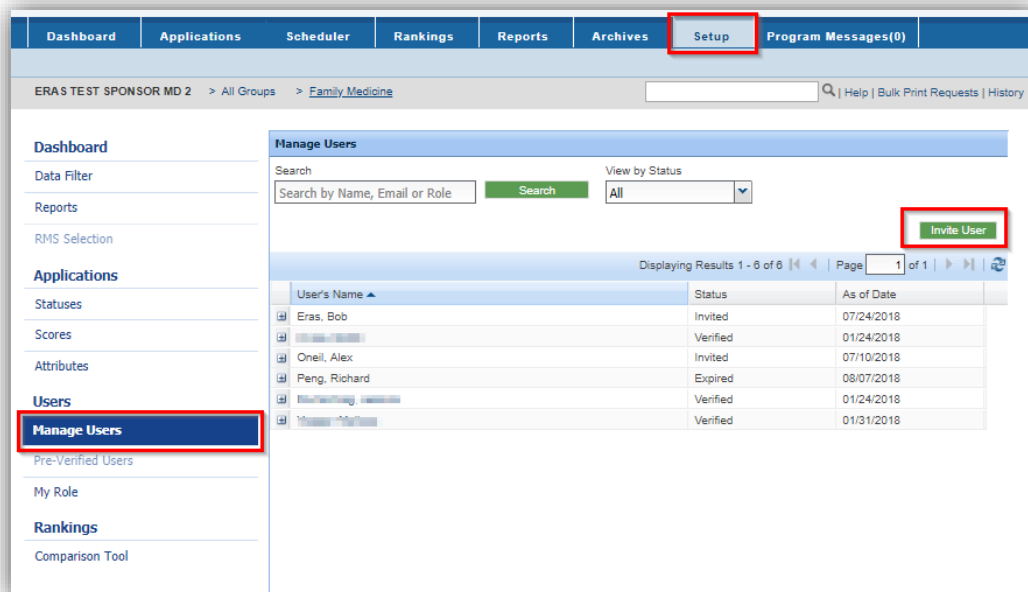 Dashboard Applications Scheduler Rankings Reports Archives Setup Program Messages(0)
ERAS TEST SPONSOR MD 2 > All Groups > Family Medicine | Help | Bulk Print Requests | History
Dashboard
Data Filter
Reports
RMS Selection
Applications
Statuses
Scores
Attributes
Users
Manage Users
Pre-Verified Users
My Role
Rankings
Comparison Tool
Manage Users
Search View by Status
Search by Name, Email or Role Search All
Invite User
Displaying Results 1 - 6 of 6 | Page 1 of 1
User's Name Status As of Date
Eras, Bob Invited 07/24/2018
Verified 01/24/2018
Oneil, Alex Invited 07/10/2018
Peng, Richard Expired 08/07/2018
Verified 01/24/2018
Verified 01/31/2018